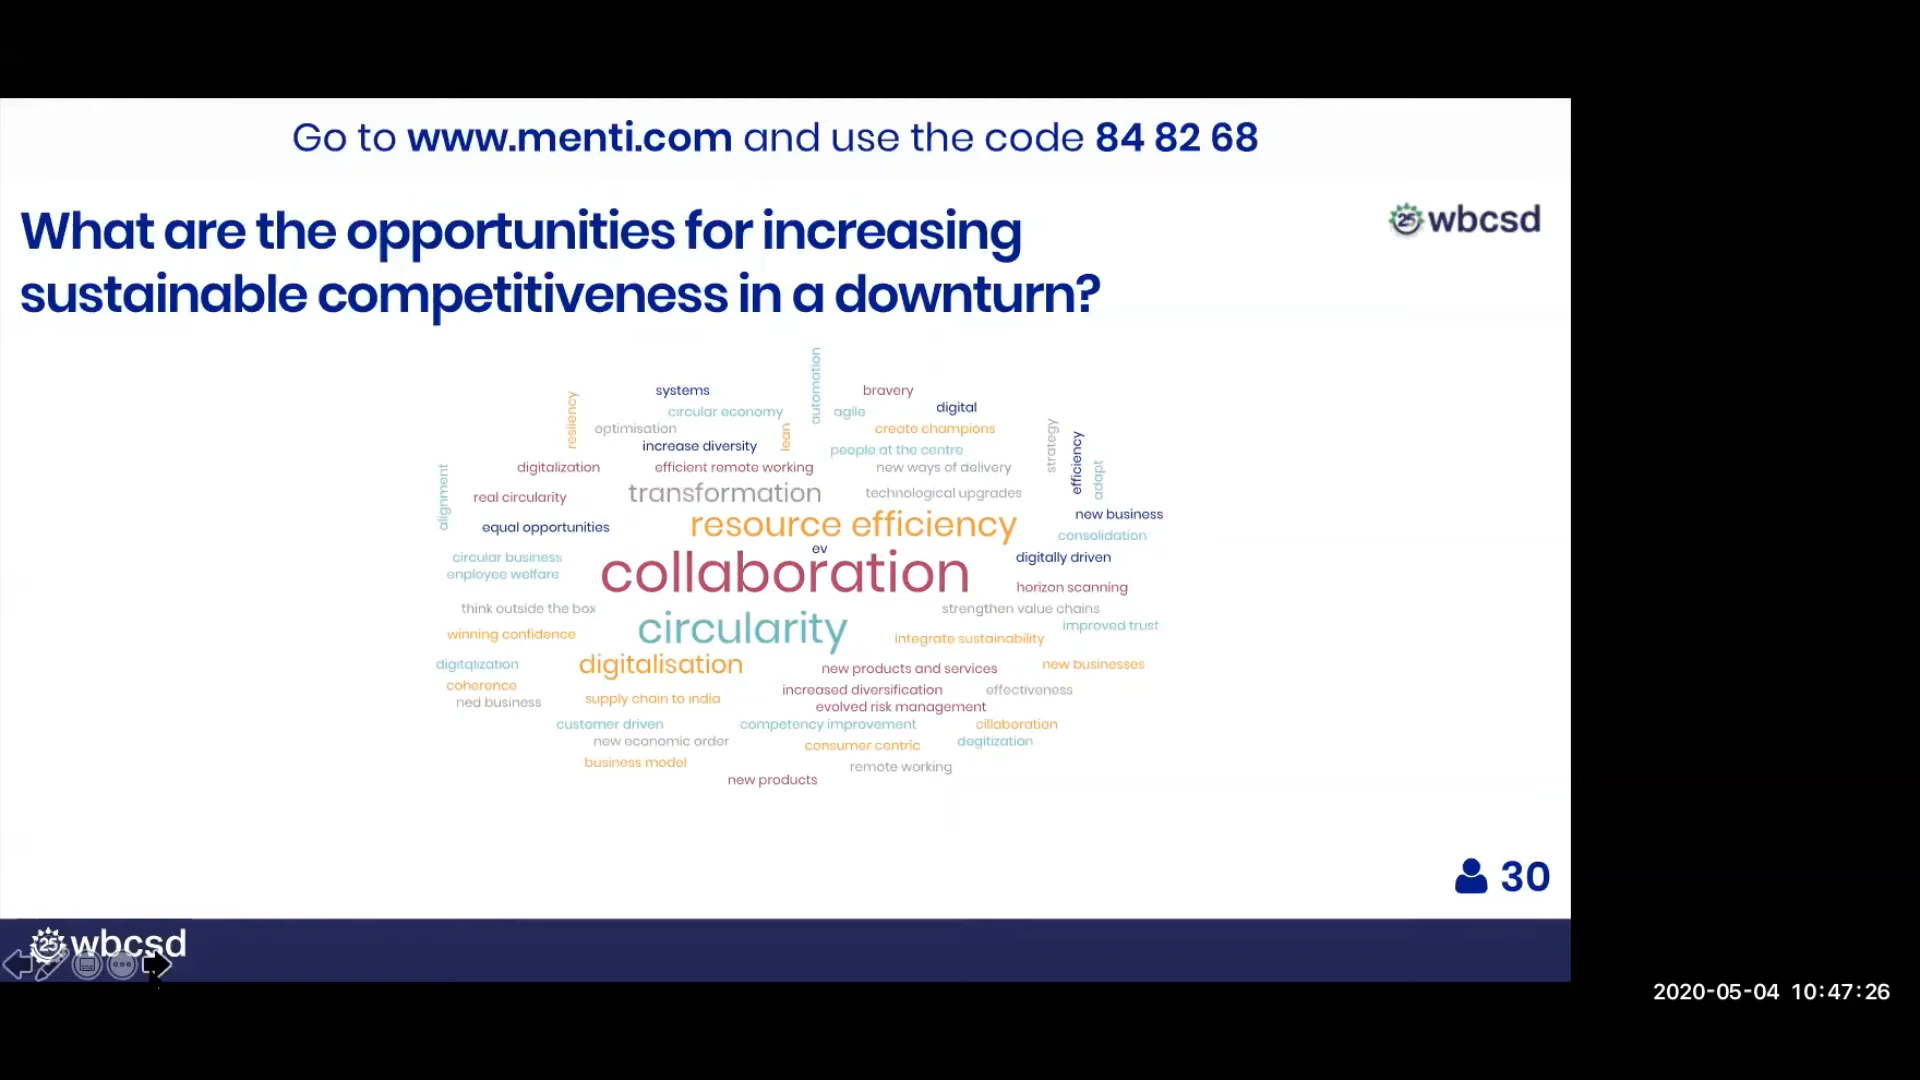 Go to www.menti.com and use the code 84 82 68
What are the opportunities for increasing
sustainable competitiveness in a downturn?
25 wbcsd
automation
systems
bravery
resiliency
circular economy
agile
digital
optimisation
lean
create champions
strategy
increase diversity
people at the centre
efficiency
digitalization
efficient remote working
new ways of delivery
adapt
alignment
real circularity
transformation
technological upgrades
equal opportunities
resource efficiency
new business
consolidation
ev
circular business
digitally driven
employee welfare
collaboration
horizon scanning
think outside the box
strengthen value chains
winning confidence
circularity
integrate sustainability
improved trust
digitqlization
digitalisation
new products and services
new businesses
coherence
increased diversification
effectiveness
ned business
supply chain to india
evolved risk management
customer driven
competency improvement
cillaboration
new economic order
consumer centric
degitization
business model
remote working
new products
30
25 wbcsd
2020-05-04 10:47:26